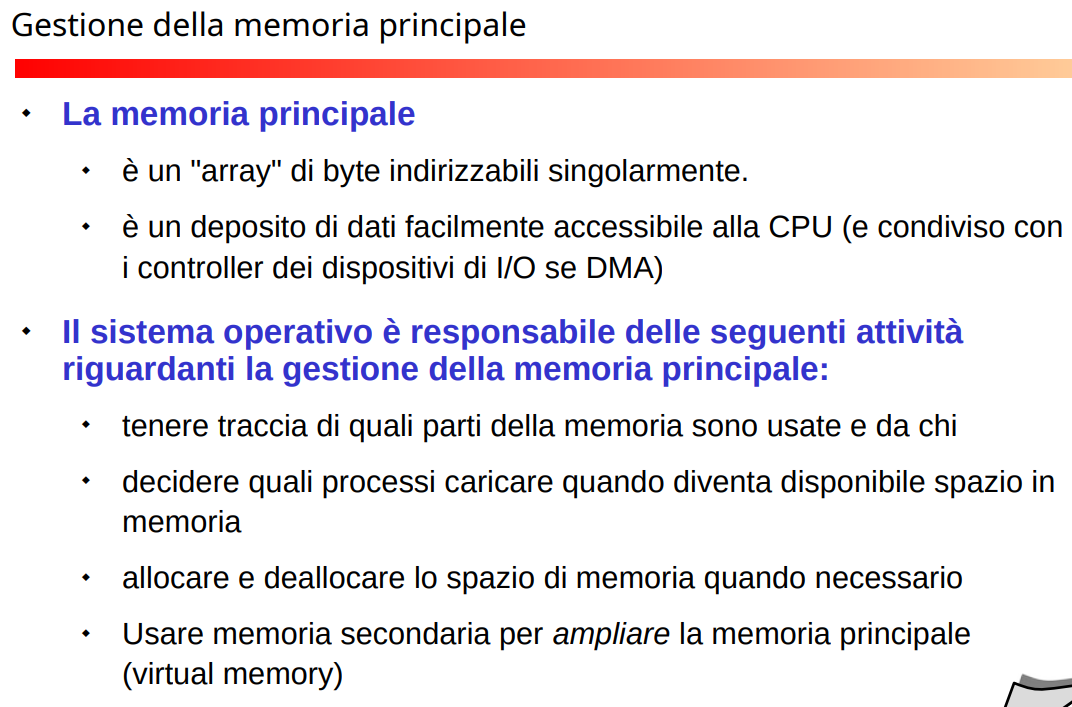 Gestione della memoria principale
La memoria principale
è un "array" di byte indirizzabili singolarmente.
è un deposito di dati facilmente accessibile alla CPU (e condiviso con
i controller dei dispositivi di I/O se DMA)
Il sistema operativo è responsabile delle seguenti attività
riguardanti la gestione della memoria principale:
tenere traccia di quali parti della memoria sono usate e da chi
decidere quali processi caricare quando diventa disponibile spazio in
memoria
allocare e deallocare lo spazio di memoria quando necessario
Usare memoria secondaria per ampliare la memoria principale
(virtual memory)